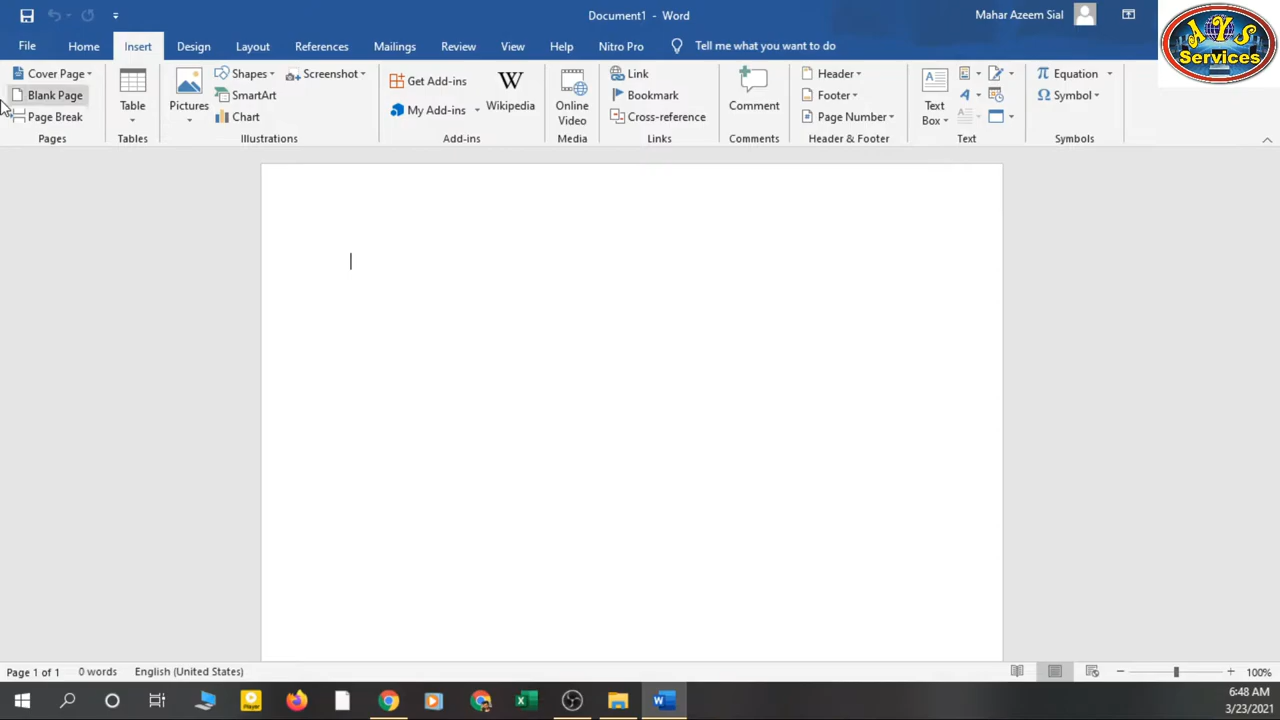 Document1 - Word
Mahar Azeem Sial
AYS
Services
File Home Insert Design Layout References Mailings Review View Help Nitro Pro Tell me what you want to do
Cover Page
Blank Page
Page Break
Pages
Table
Tables
Pictures
Shapes
SmartArt
Chart
Screenshot
Illustrations
Get Add-ins
My Add-ins
W
Wikipedia
Add-ins
Online
Video
Media
Link
Bookmark
Cross-reference
Links
Comment
Comments
Header
Footer
Page Number
Header & Footer
A
Text
Box
A
Text
π Equation
Ω Symbol
Symbols
Page 1 of 1 0 words English (United States)
100%
Player
6:48 AM
3/23/2021